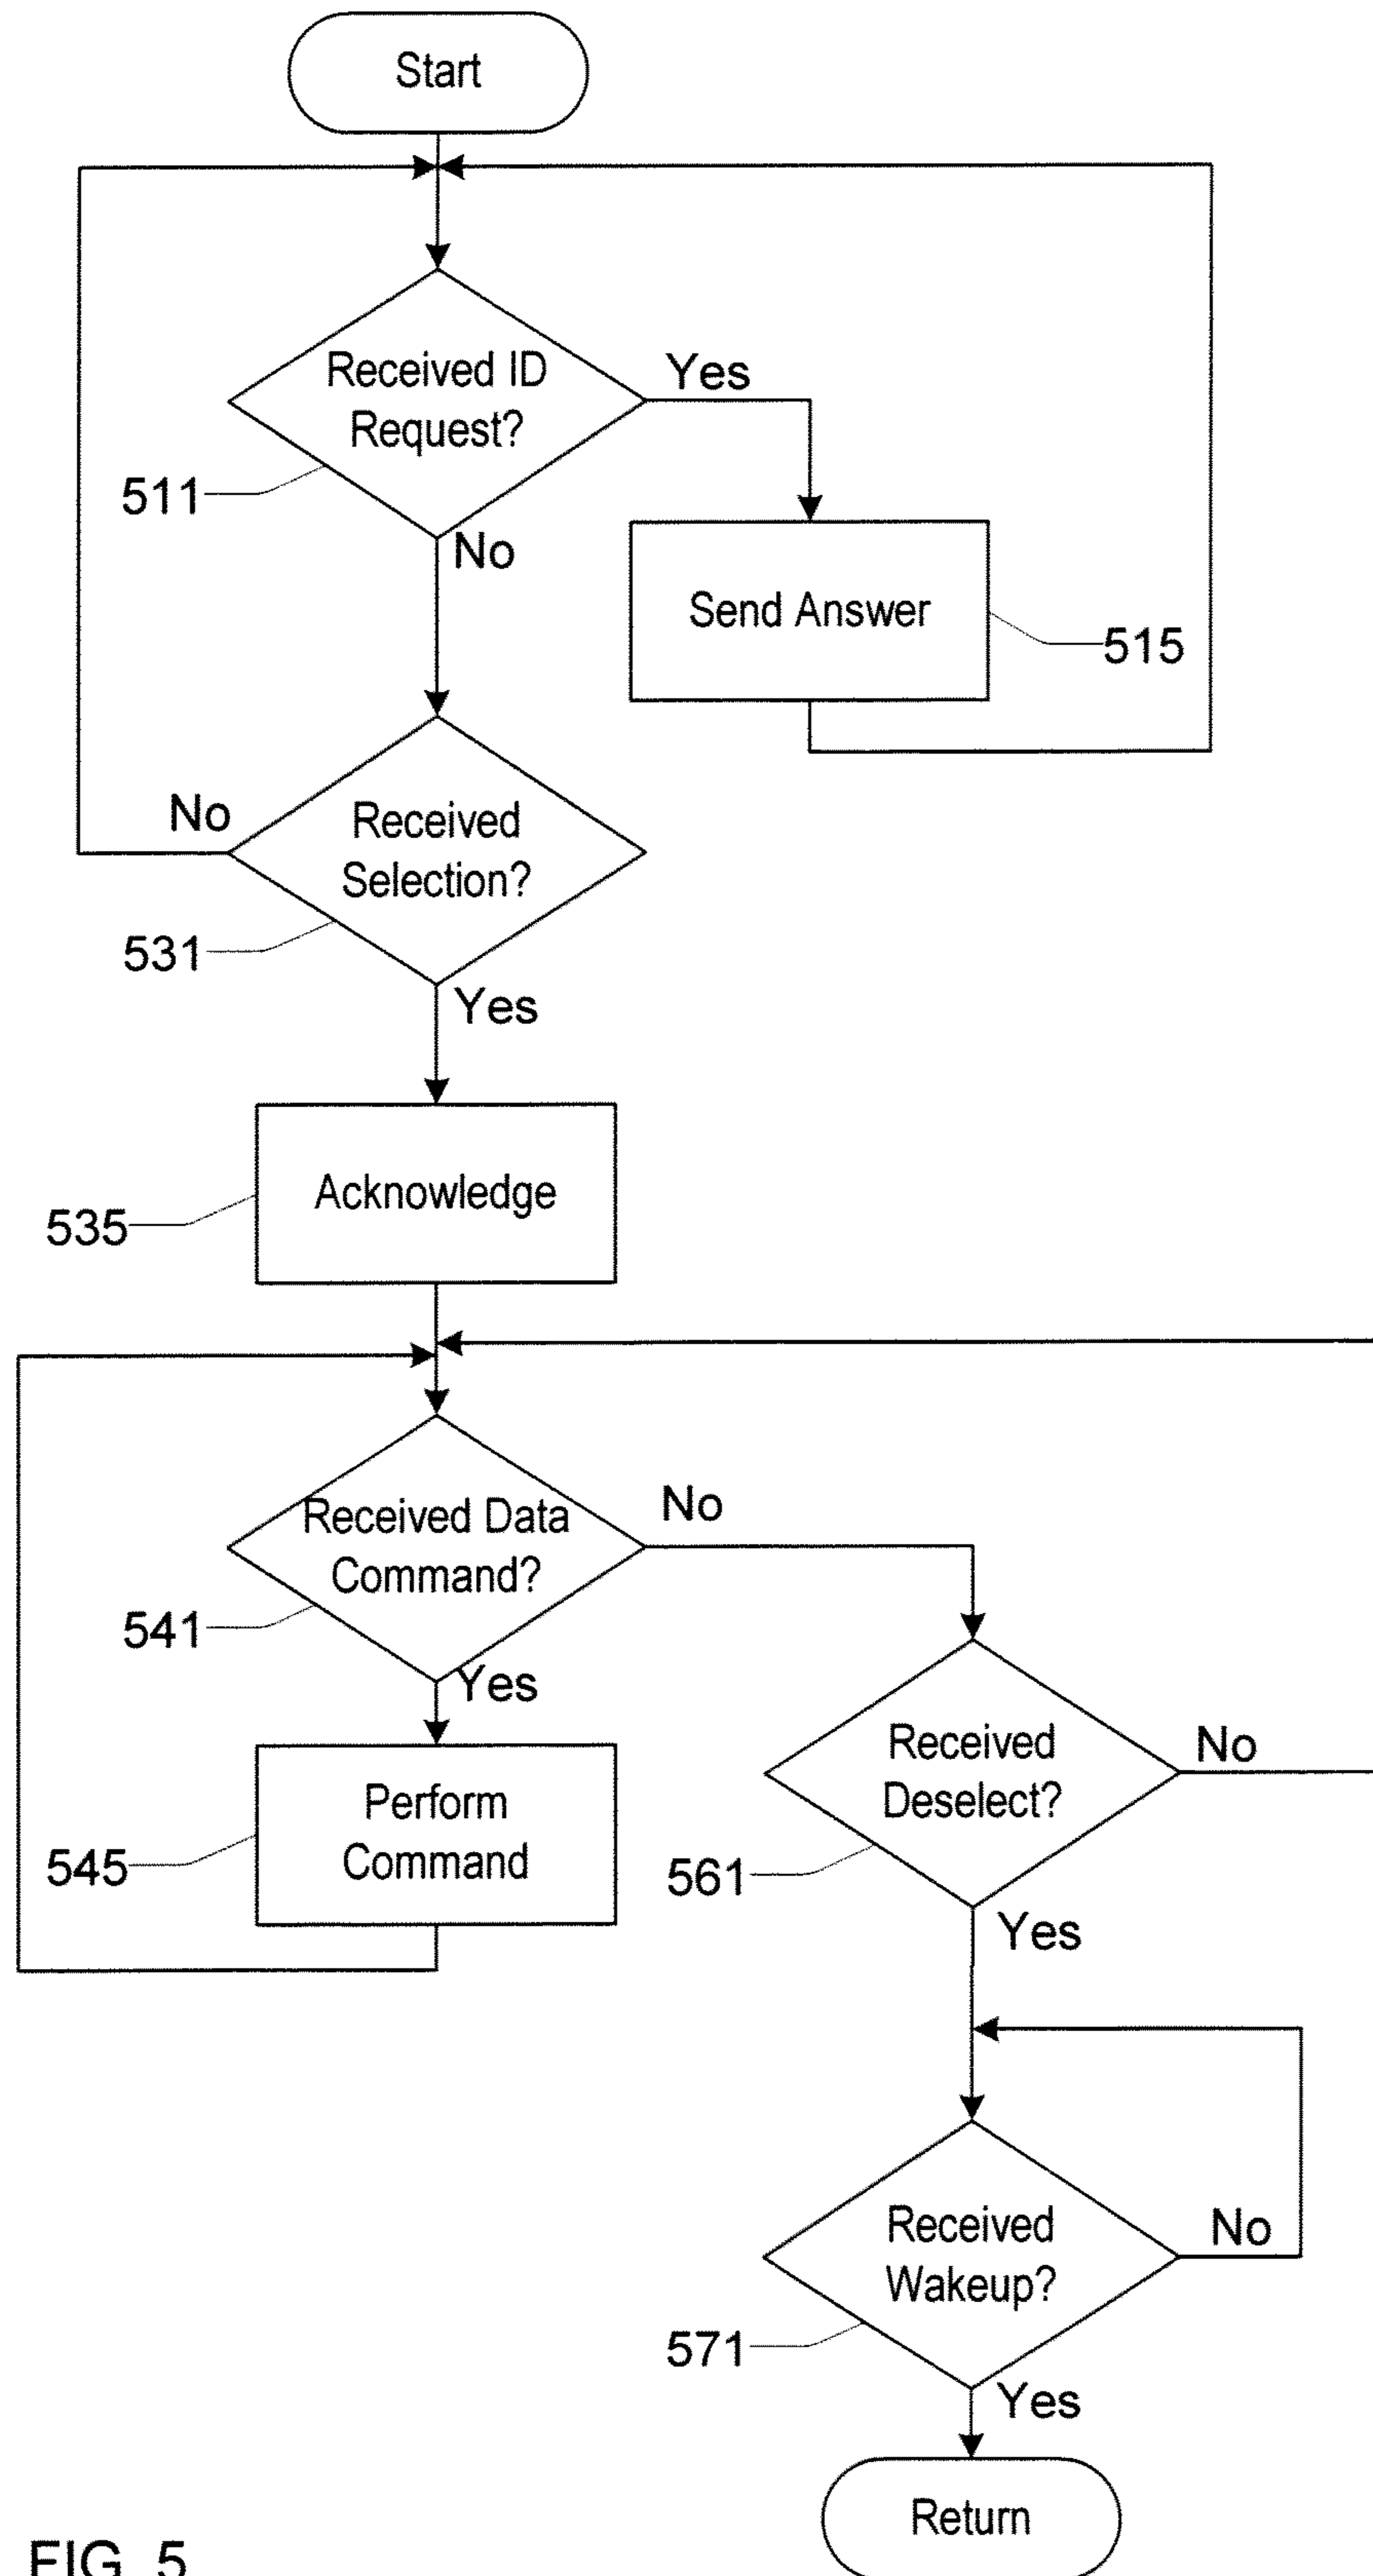 Start
Received ID
Request?
Yes
511
No
Send Answer
515
No
Received
Selection?
531
Yes
Acknowledge
535
Received Data
Command?
No
541
Yes
Perform
Command
545
Received
Deselect?
No
561
Yes
Received
Wakeup?
No
571
Yes
Return
FIG. 5